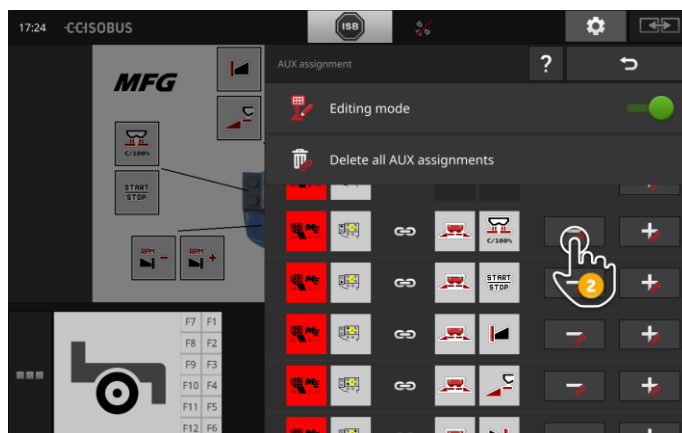 17:24
CCISOBUS
ISB
AUX assignment
?
MFG
Editing mode
Delete all AUX assignments
C/100%
START
STOP
RPM
RPM
C/100%
START
STOP
2
F7 F1
F8 F2
F9 F3
F10 F4
F11 F5
F12 F6